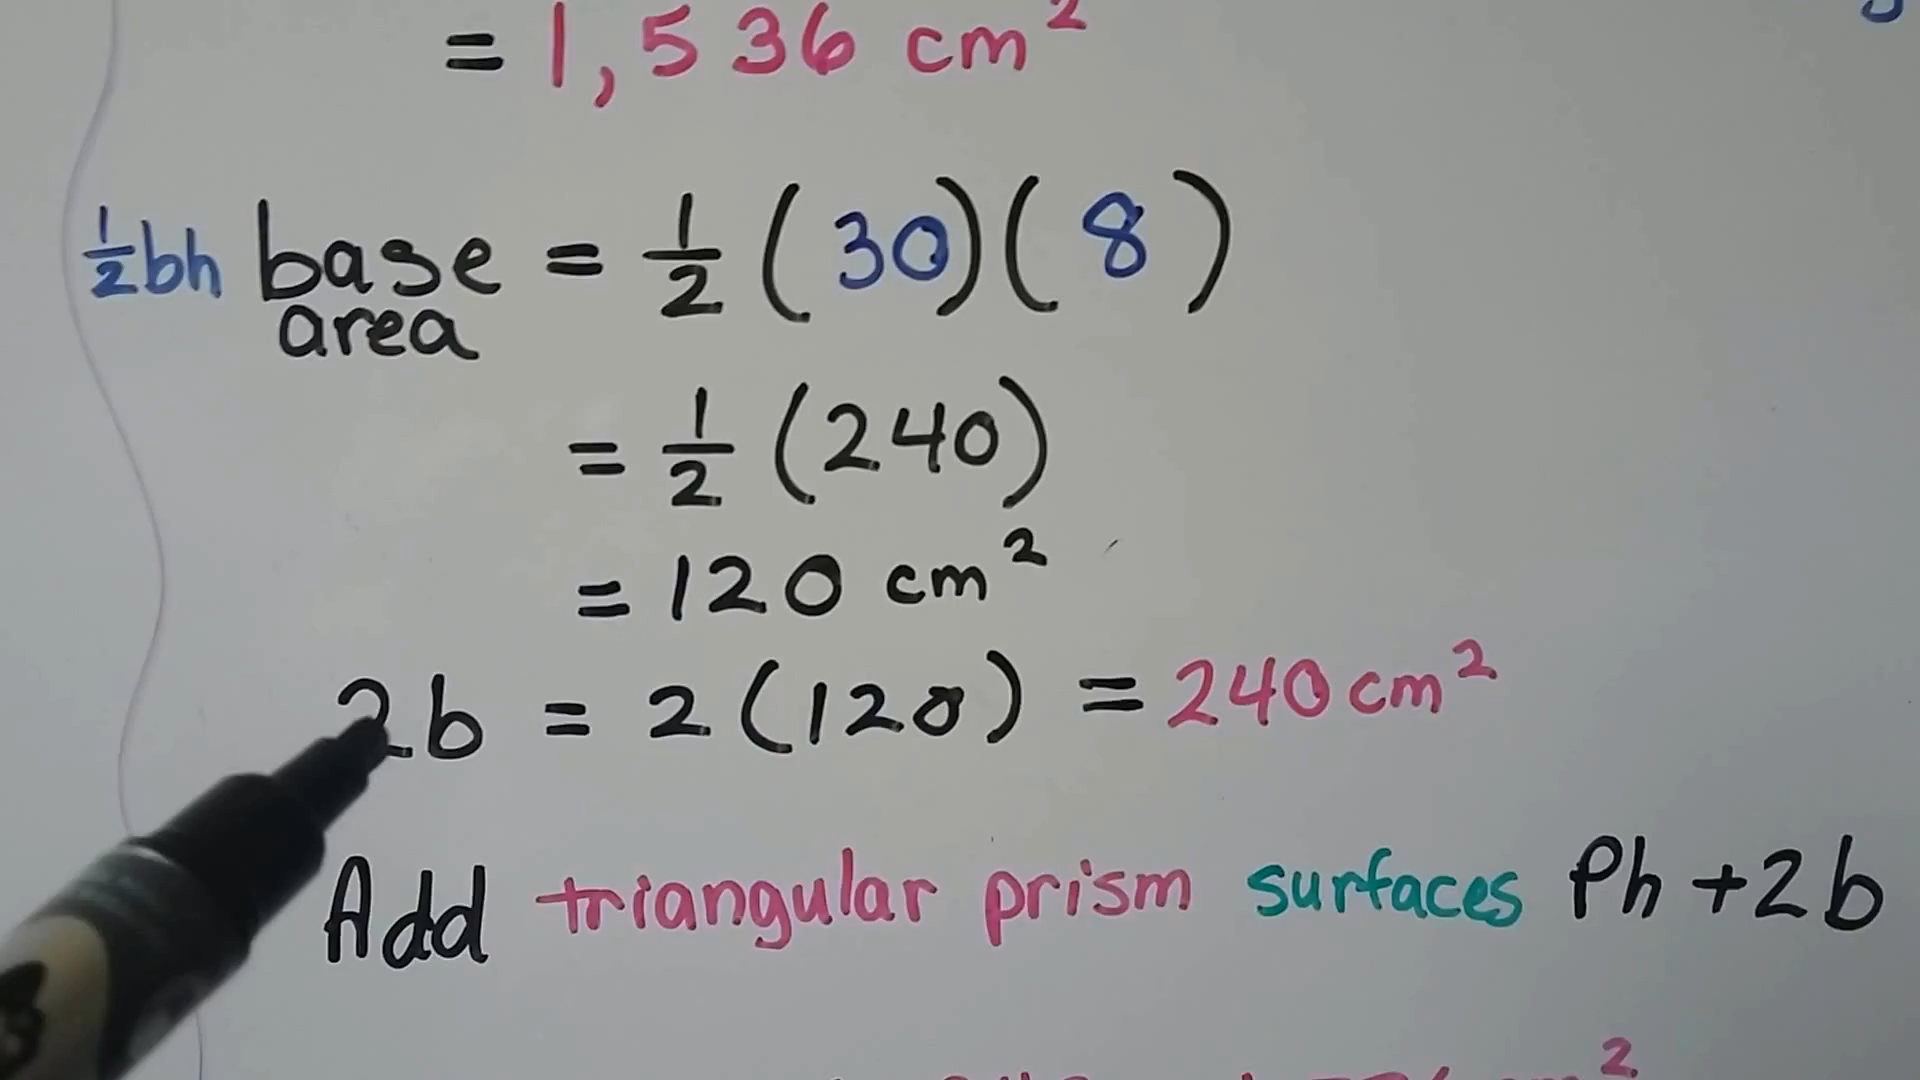 = 1,536 cm²
½bh base area = ½ (30)(8)
= ½ (240)
= 120 cm²
2b = 2(120) = 240 cm²
Add triangular prism surfaces Ph + 2b